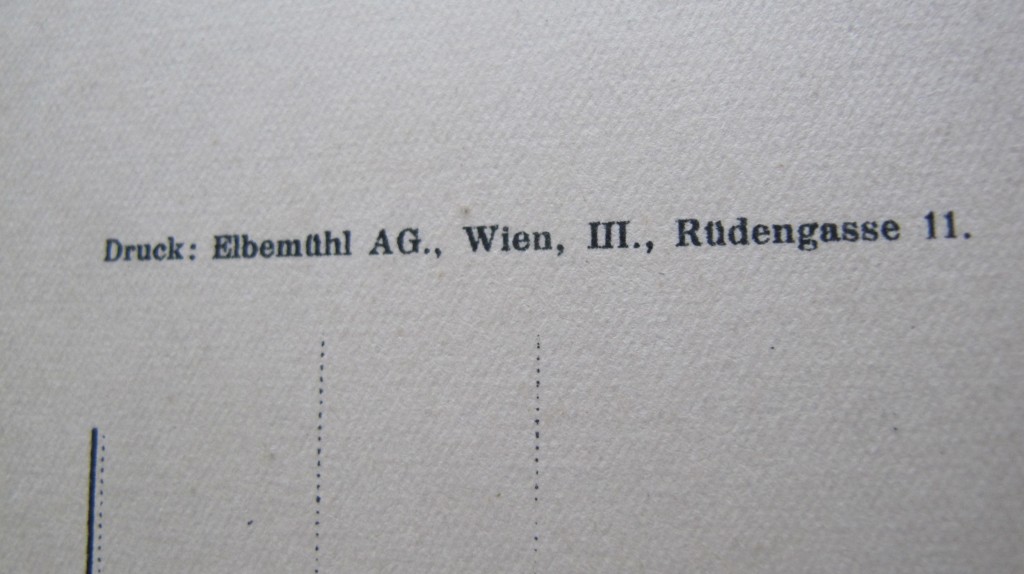 Druck: Elbemühl AG., Wien, III., Rüdengasse 11.